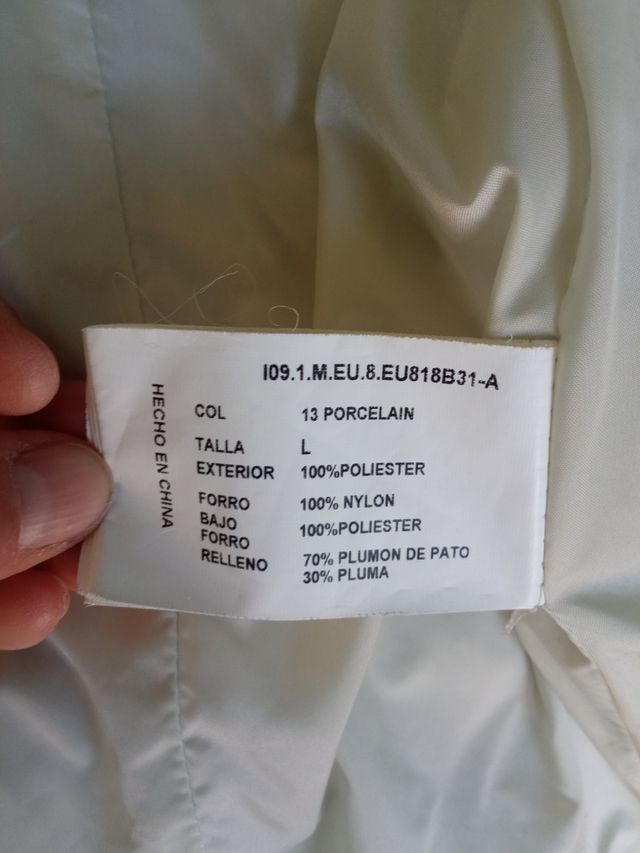 I09.1.M.EU.8.EU818B31-A
COL 13 PORCELAIN
TALLA L
EXTERIOR 100%POLIESTER
FORRO 100% NYLON
BAJO FORRO 100%POLIESTER
RELLENO 70% PLUMON DE PATO
30% PLUMA
HECHO EN CHINA